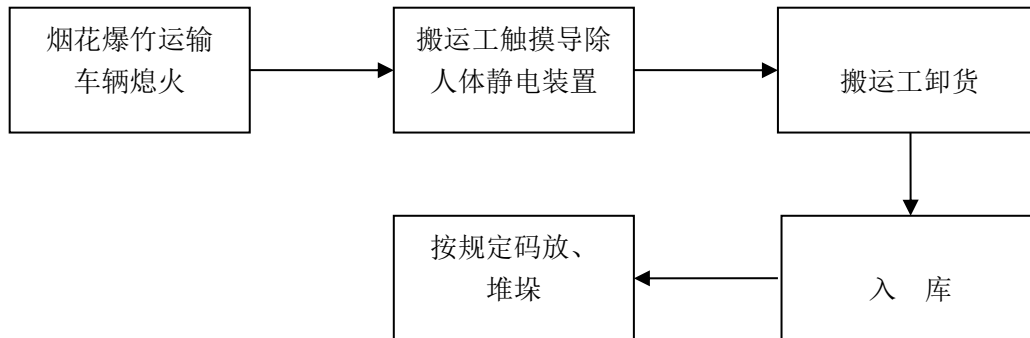 烟花爆竹运输
车辆熄火
搬运工触摸导除
人体静电装置
搬运工卸货
入 库
按规定码放、
堆垛